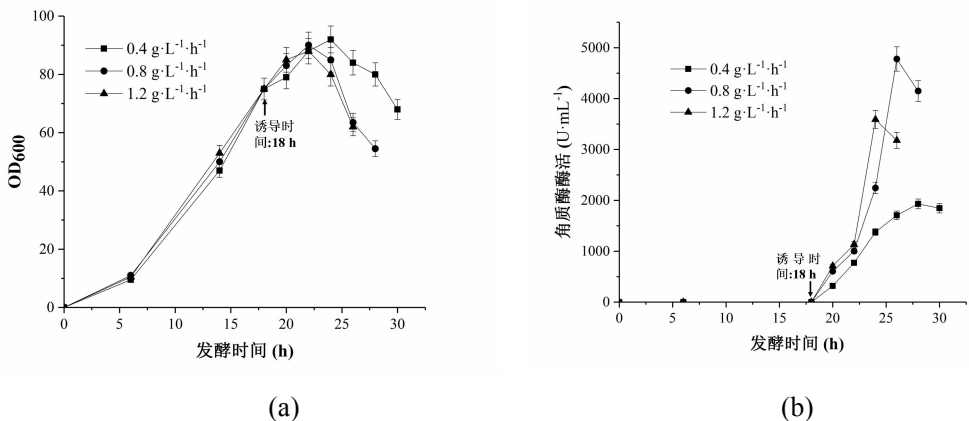 100
80
60
40
20
0
OD600
0.4 g·L-1·h-1
0.8 g·L-1·h-1
1.2 g·L-1·h-1
诱导时
间:18 h
0 5 10 15 20 25 30
发酵时间 (h)
(a)
5000
4000
3000
2000
1000
0
角质酶酶活 (U·mL-1)
0.4 g·L-1·h-1
0.8 g·L-1·h-1
1.2 g·L-1·h-1
诱导时
间:18 h
0 5 10 15 20 25 30
发酵时间 (h)
(b)